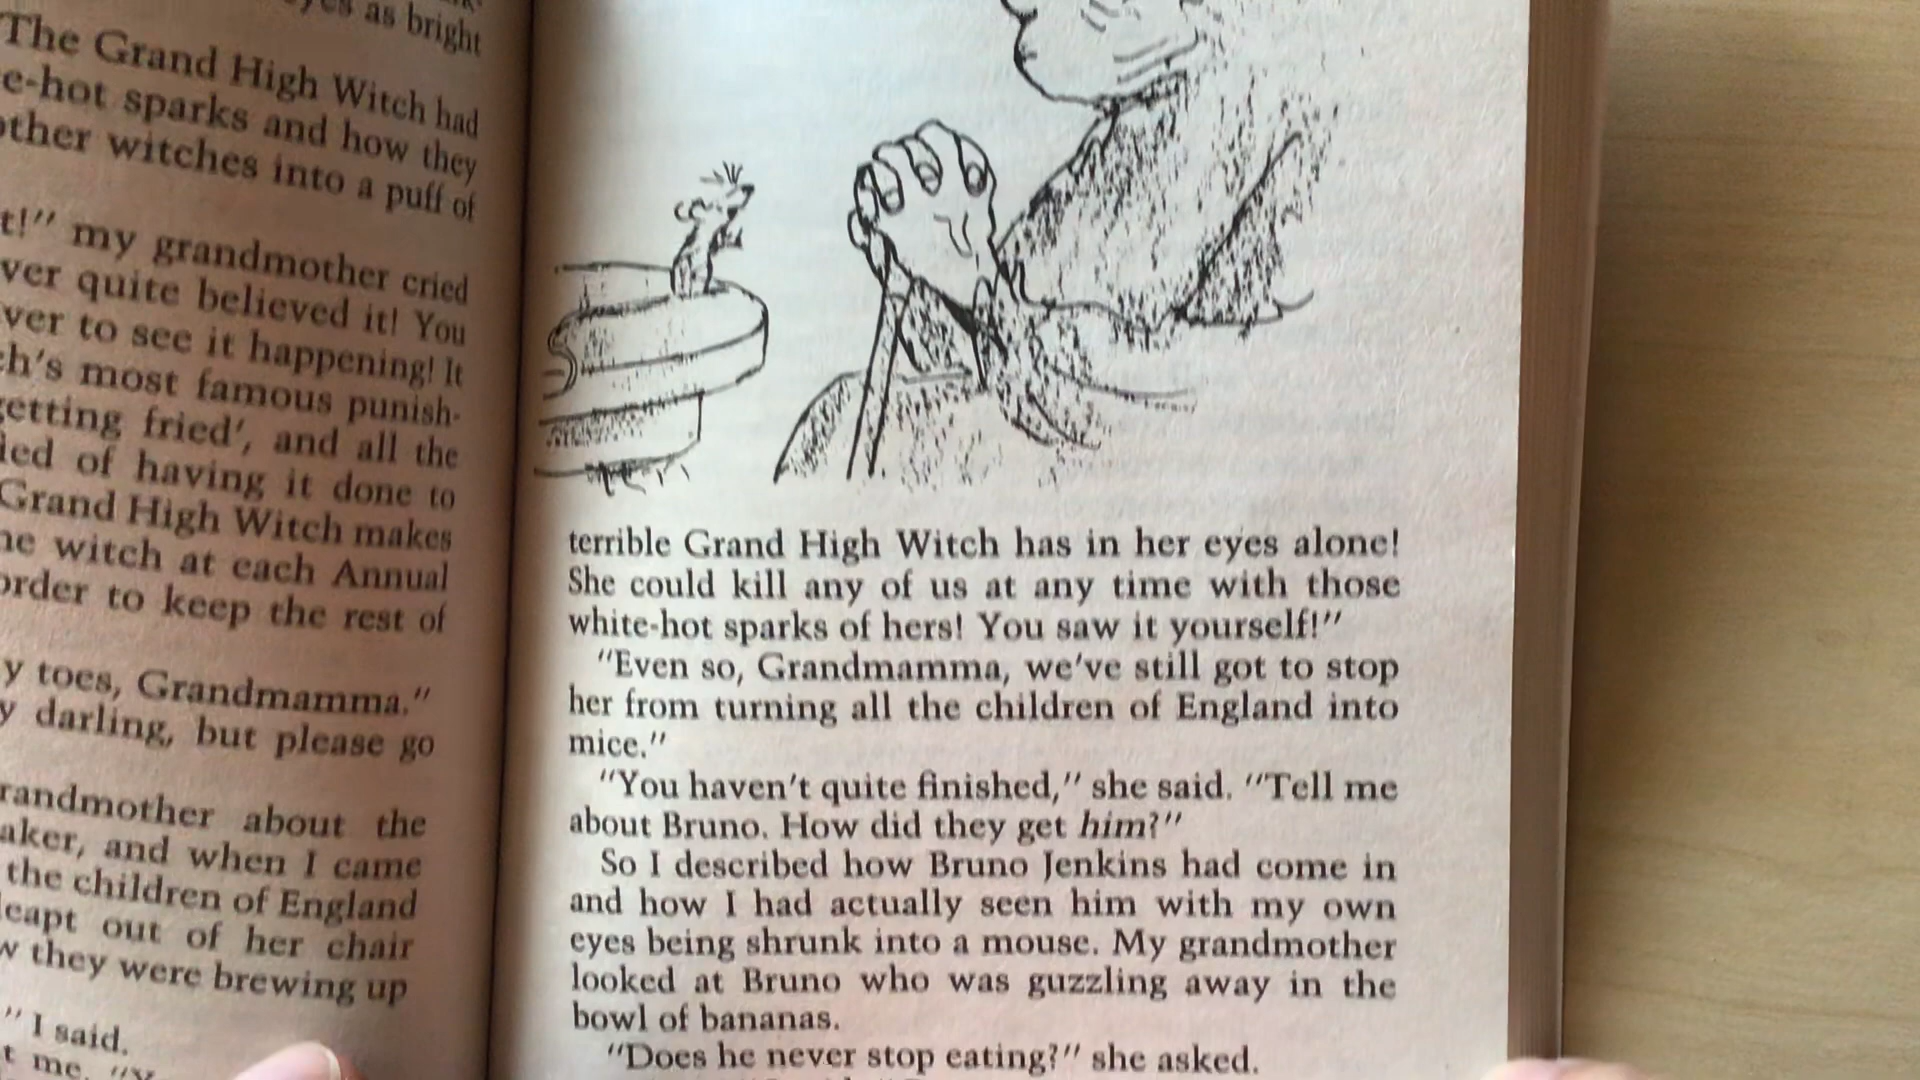 eyes as bright
The Grand High Witch had
e-hot sparks and how they
other witches into a puff of
t!" my grandmother cried
ver quite believed it! You
ver to see it happening! It
ch's most famous punish-
getting fried', and all the
ied of having it done to
Grand High Witch makes
ne witch at each Annual
order to keep the rest of
y toes, Grandmamma."
y darling, but please go
randmother about the
aker, and when I came
the children of England
leapt out of her chair
w they were brewing up
" I said.
t me.
terrible Grand High Witch has in her eyes alone!
She could kill any of us at any time with those
white-hot sparks of hers! You saw it yourself!"
"Even so, Grandmamma, we've still got to stop
her from turning all the children of England into
mice."
"You haven't quite finished," she said. "Tell me
about Bruno. How did they get him?"
So I described how Bruno Jenkins had come in
and how I had actually seen him with my own
eyes being shrunk into a mouse. My grandmother
looked at Bruno who was guzzling away in the
bowl of bananas.
"Does he never stop eating?" she asked.